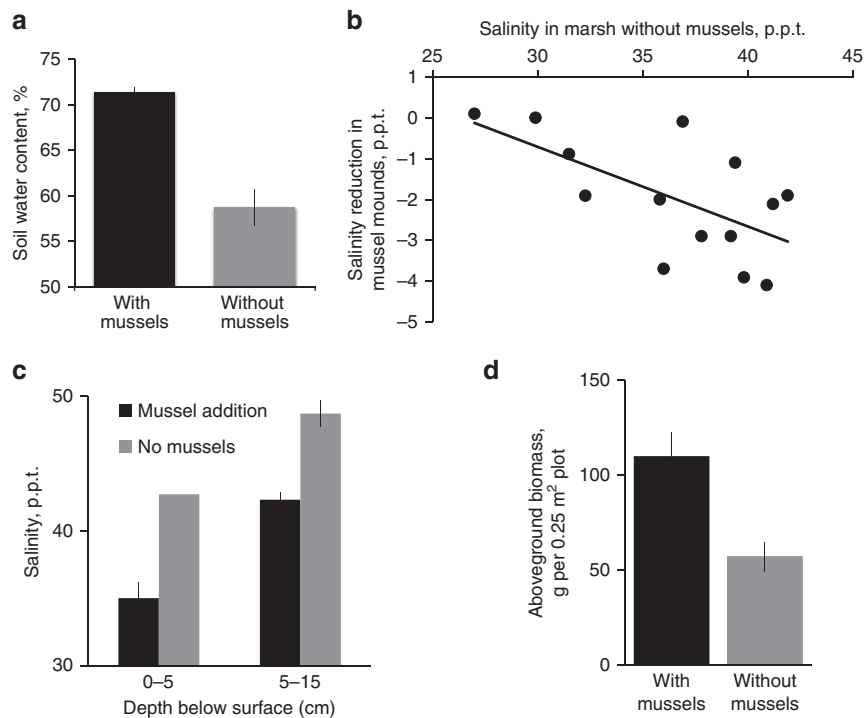 a
75
70
65
60
55
50
Soil water content, %
With
mussels
Without
mussels
b
Salinity in marsh without mussels, p.p.t.
25 30 35 40 45
1
0
–1
–2
–3
–4
–5
Salinity reduction in
mussel mounds, p.p.t.
c
50
40
30
Salinity, p.p.t.
Mussel addition
No mussels
0–5 5–15
Depth below surface (cm)
d
150
100
50
0
Aboveground biomass,
g per 0.25 m² plot
With
mussels
Without
mussels